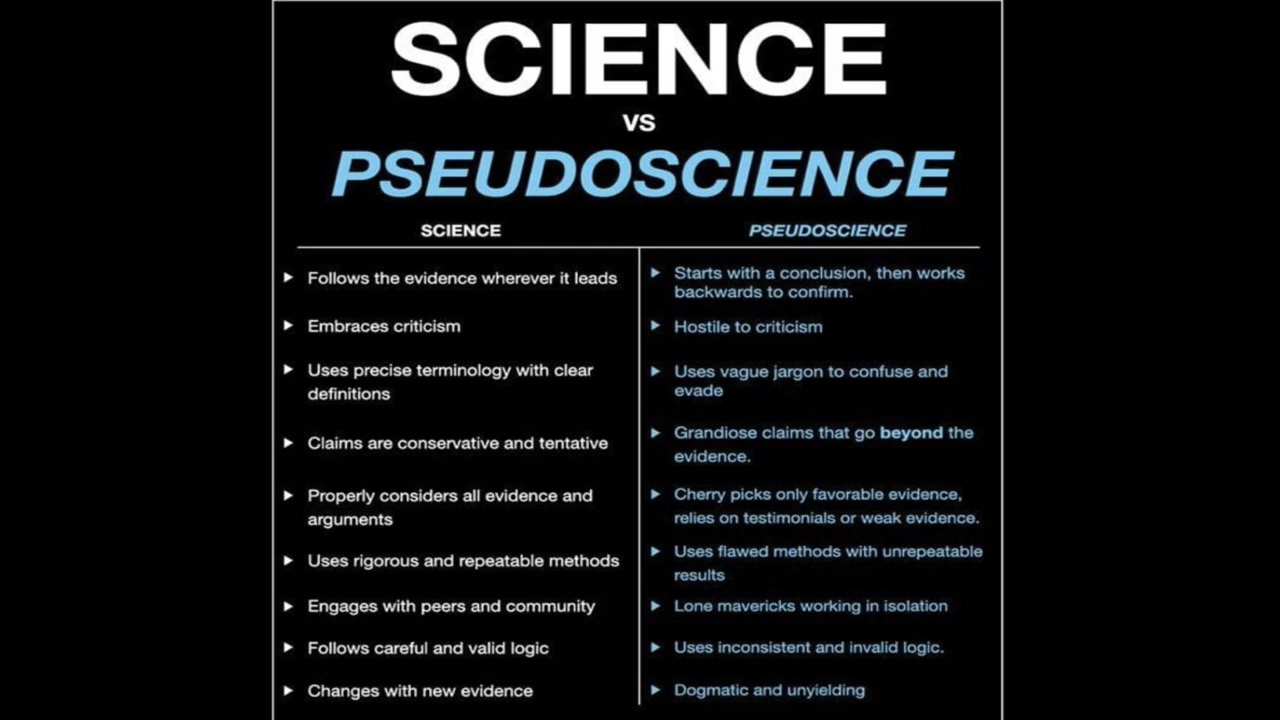 SCIENCE
VS
PSEUDOSCIENCE
SCIENCE
PSEUDOSCIENCE
Follows the evidence wherever it leads
Starts with a conclusion, then works
backwards to confirm.
Embraces criticism
Hostile to criticism
Uses precise terminology with clear
definitions
Uses vague jargon to confuse and
evade
Claims are conservative and tentative
Grandiose claims that go beyond the
evidence.
Properly considers all evidence and
arguments
Cherry picks only favorable evidence,
relies on testimonials or weak evidence.
Uses rigorous and repeatable methods
Uses flawed methods with unrepeatable
results
Engages with peers and community
Lone mavericks working in isolation
Follows careful and valid logic
Uses inconsistent and invalid logic.
Changes with new evidence
Dogmatic and unyielding